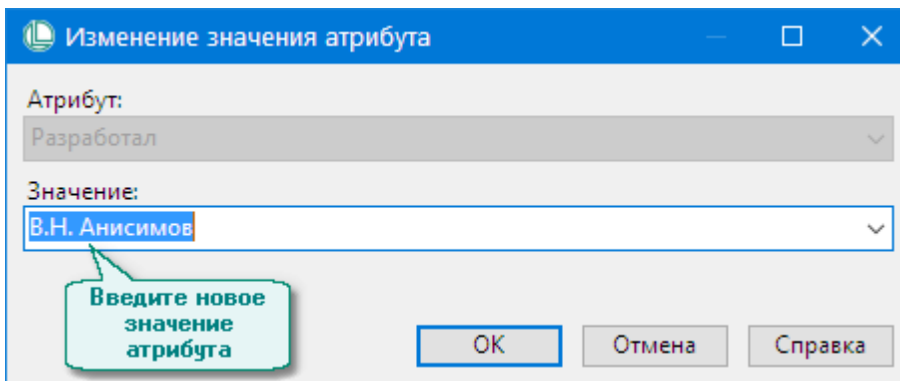 Изменение значения атрибута
Атрибут:
Разработал
Значение:
В.Н. Анисимов
Введите новое
значение
атрибута
ОК
Отмена
Справка